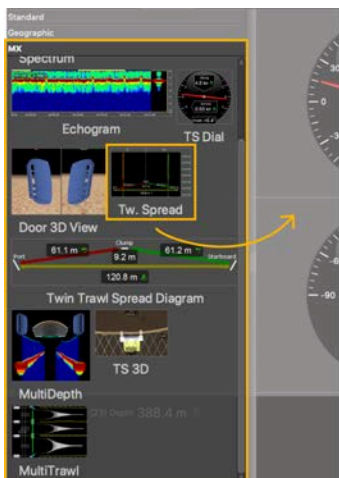 Standard
Geographic
MX
Spectrum
Echogram
TS Dial
Door 3D View
Tw. Spread
61.1 m
Clump
9.2 m
61.2 m
Port
Starboard
120.8 m
Twin Trawl Spread Diagram
MultiDepth
TS 3D
Depth 388.4 m
MultiTrawl
30
0
-30
-90